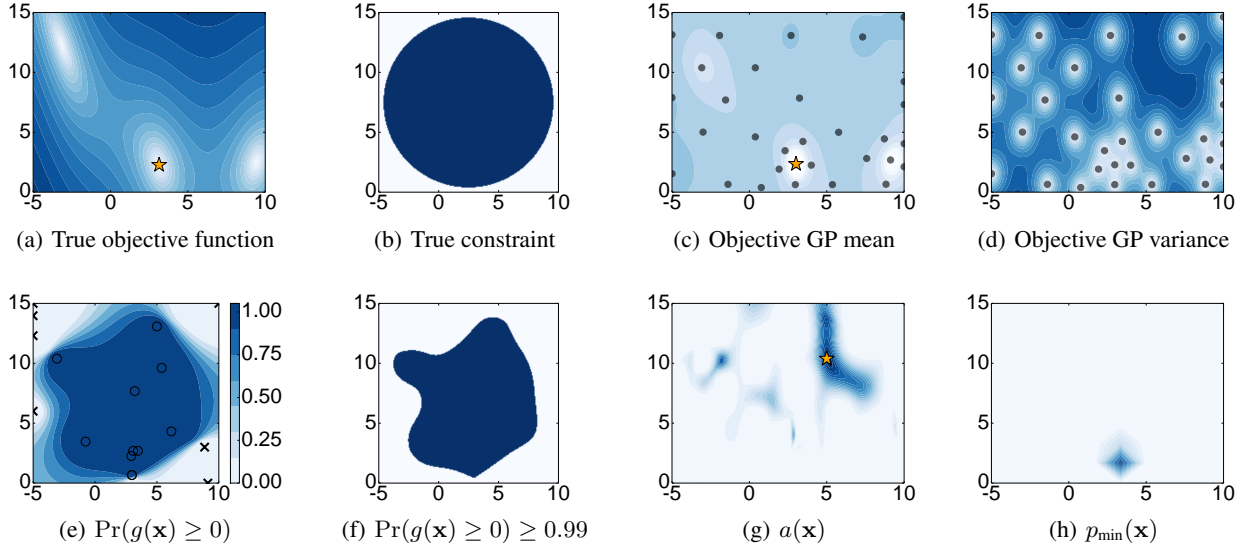 15
10
5
0
-5 0 5 10
(a) True objective function
15
10
5
0
-5 0 5 10
(b) True constraint
15
10
5
0
-5 0 5 10
(c) Objective GP mean
15
10
5
0
-5 0 5 10
(d) Objective GP variance
15
10
5
0
-5 0 5 10
1.00
0.75
0.50
0.25
0.00
(e) Pr(g(x) ≥ 0)
15
10
5
0
-5 0 5 10
(f) Pr(g(x) ≥ 0) ≥ 0.99
15
10
5
0
-5 0 5 10
(g) a(x)
15
10
5
0
-5 0 5 10
(h) p_min(x)